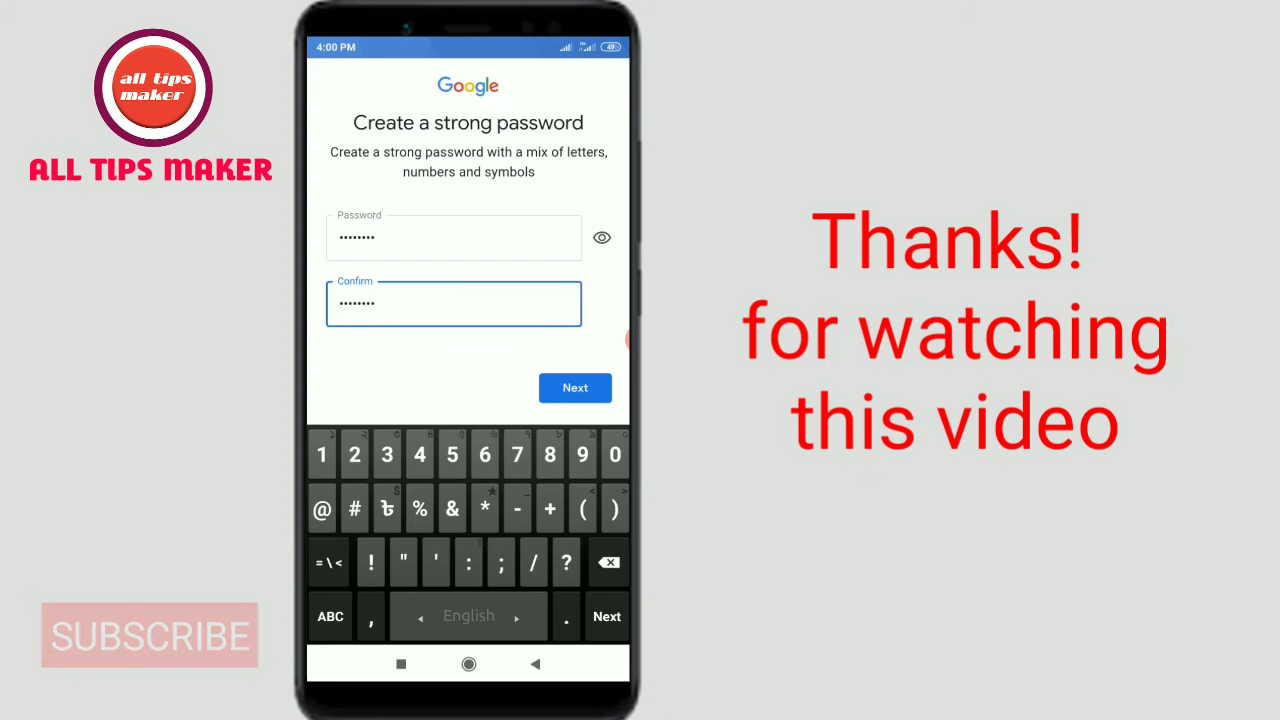 all tips
maker
ALL TIPS MAKER
4:00 PM
49
Google
Create a strong password
Create a strong password with a mix of letters,
numbers and symbols
Password
••••••••
Confirm
••••••••
Next
1 2 3 4 5 6 7 8 9 0
@ # ৳ % & * - + ( )
= \ < ! " ' : ; / ?
ABC , English . Next
Thanks!
for watching
this video
SUBSCRIBE